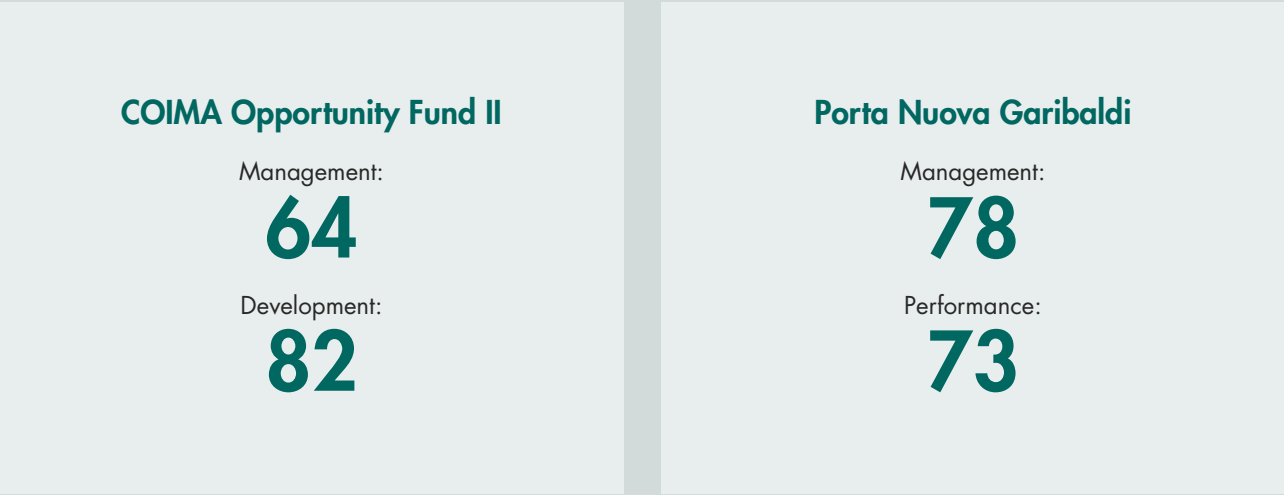 COIMA Opportunity Fund II
Management:
64
Development:
82
Porta Nuova Garibaldi
Management:
78
Performance:
73